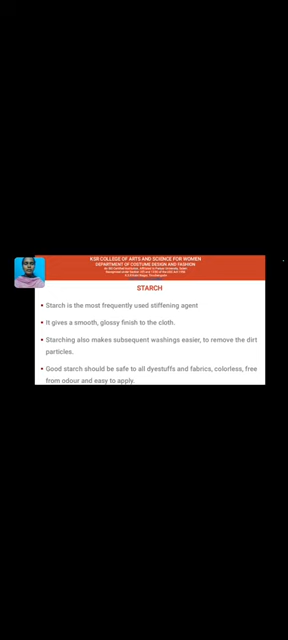 KSR COLLEGE OF ARTS AND SCIENCE FOR WOMEN
DEPARTMENT OF COSTUME DESIGN AND FASHION
STARCH
• Starch is the most frequently used stiffening agent
• It gives a smooth, glossy finish to the cloth.
• Starching also makes subsequent washings easier, to remove the dirt
particles.
• Good starch should be safe to all dyestuffs and fabrics, colorless, free
from odour and easy to apply.